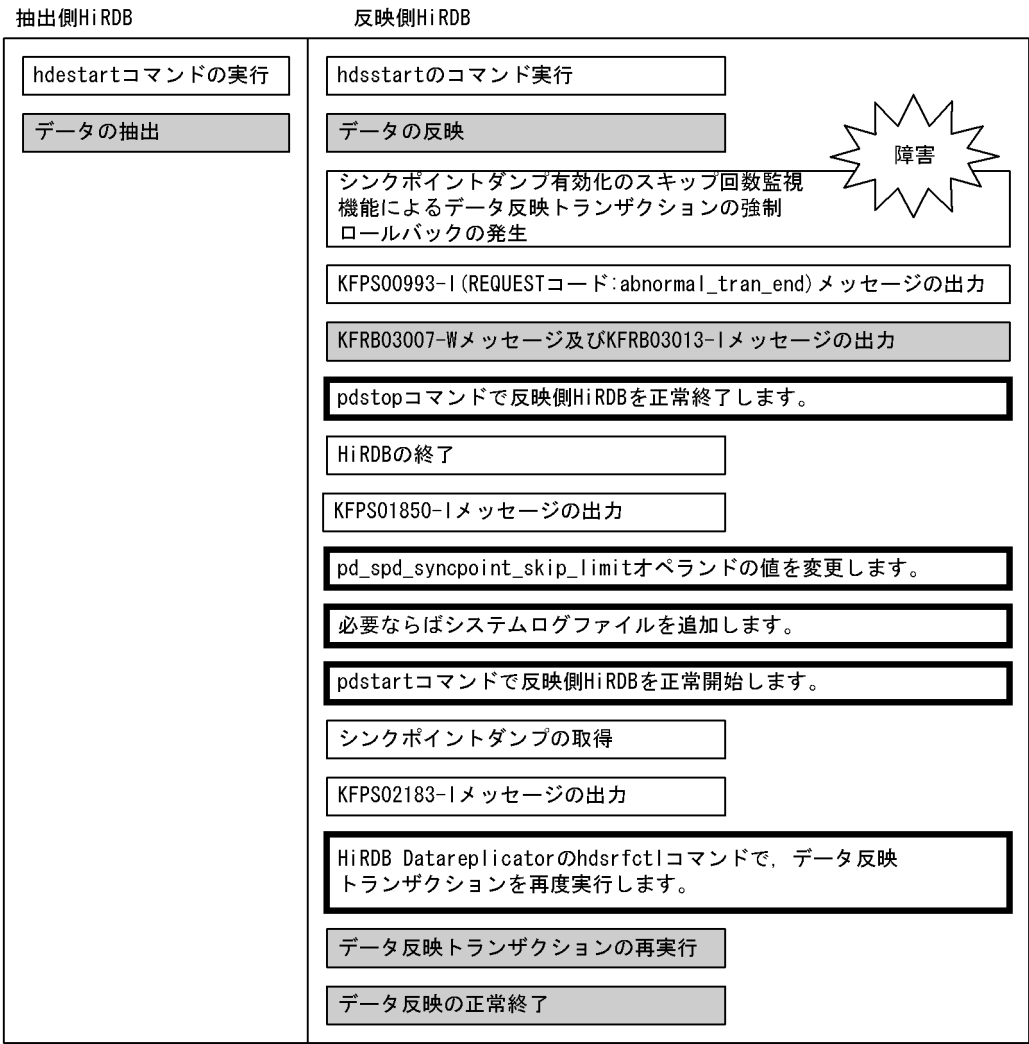 抽出側HiRDB
反映側HiRDB
hdestartコマンドの実行
データの抽出
hdsstartのコマンド実行
データの反映
障害
シンクポイントダンプ有効化のスキップ回数監視
機能によるデータ反映トランザクションの強制
ロールバックの発生
KFPS00993-I(REQUESTコード:abnormal_tran_end)メッセージの出力
KFRB03007-Wメッセージ及びKFRB03013-Iメッセージの出力
pdstopコマンドで反映側HiRDBを正常終了します。
HiRDBの終了
KFPS01850-Iメッセージの出力
pd_spd_syncpoint_skip_limitオペランドの値を変更します。
必要ならばシステムログファイルを追加します。
pdstartコマンドで反映側HiRDBを正常開始します。
シンクポイントダンプの取得
KFPS02183-Iメッセージの出力
HiRDB Datareplicatorのhdsrfctlコマンドで，データ反映
トランザクションを再度実行します。
データ反映トランザクションの再実行
データ反映の正常終了